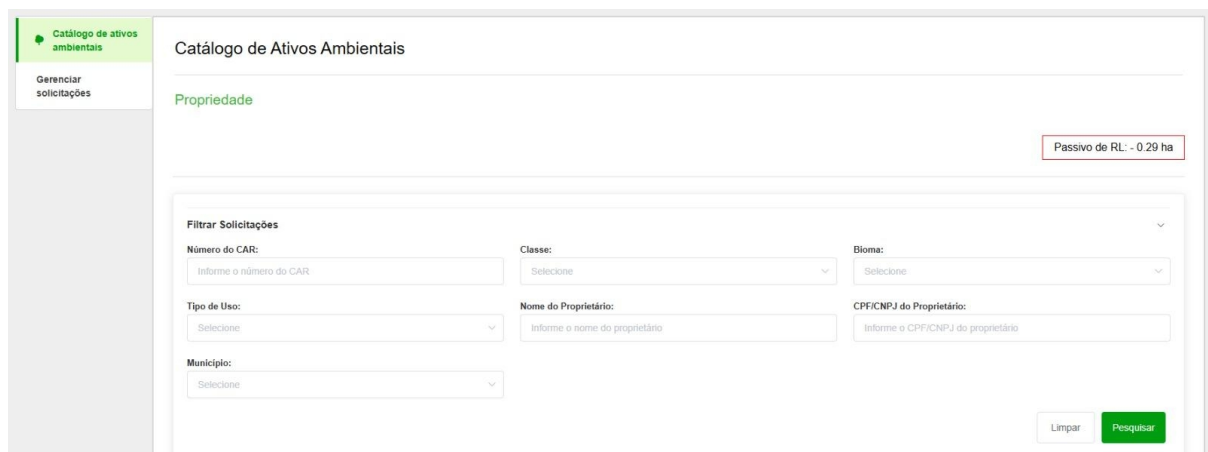 Catálogo de ativos
ambientais
Gerenciar
solicitações
Catálogo de Ativos Ambientais
Propriedade
Passivo de RL: - 0.29 ha
Filtrar Solicitações
Número do CAR:
Informe o número do CAR
Classe:
Selecione
Bioma:
Selecione
Tipo de Uso:
Selecione
Nome do Proprietário:
Informe o nome do proprietário
CPF/CNPJ do Proprietário:
Informe o CPF/CNPJ do proprietário
Município:
Selecione
Limpar
Pesquisar